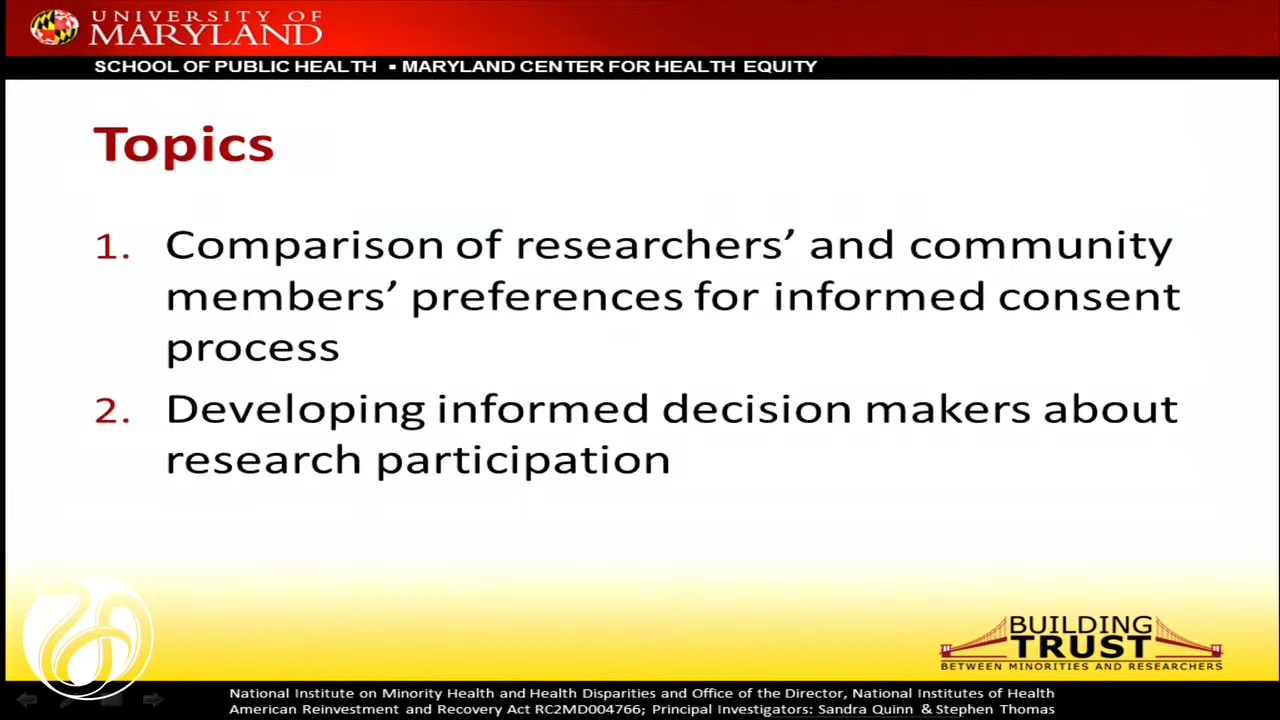 UNIVERSITY OF
MARYLAND
SCHOOL OF PUBLIC HEALTH ▪ MARYLAND CENTER FOR HEALTH EQUITY
Topics
1. Comparison of researchers’ and community
members’ preferences for informed consent
process
2. Developing informed decision makers about
research participation
BUILDING
TRUST
BETWEEN MINORITIES AND RESEARCHERS
National Institute on Minority Health and Health Disparities and Office of the Director, National Institutes of Health
American Reinvestment and Recovery Act RC2MD004766; Principal Investigators: Sandra Quinn & Stephen Thomas